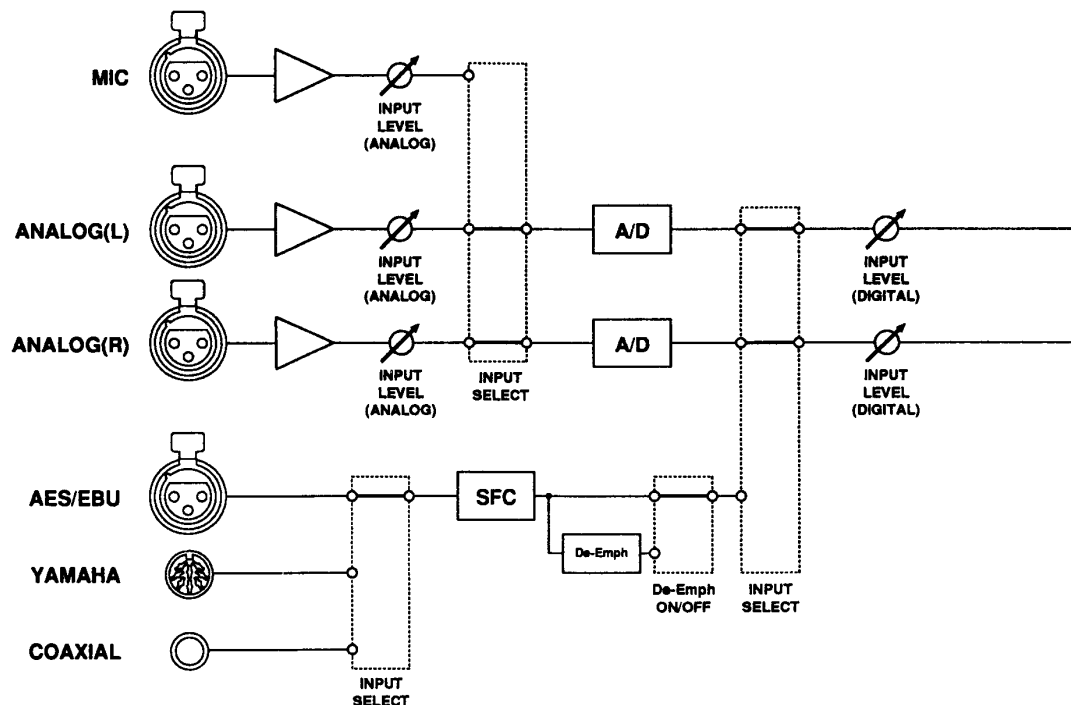 MIC
INPUT
LEVEL
(ANALOG)
ANALOG(L)
INPUT
LEVEL
(ANALOG)
A/D
INPUT
LEVEL
(DIGITAL)
ANALOG(R)
INPUT
LEVEL
(ANALOG)
INPUT
SELECT
A/D
INPUT
LEVEL
(DIGITAL)
AES/EBU
SFC
De-Emph
YAMAHA
De-Emph
ON/OFF
INPUT
SELECT
COAXIAL
INPUT
SELECT